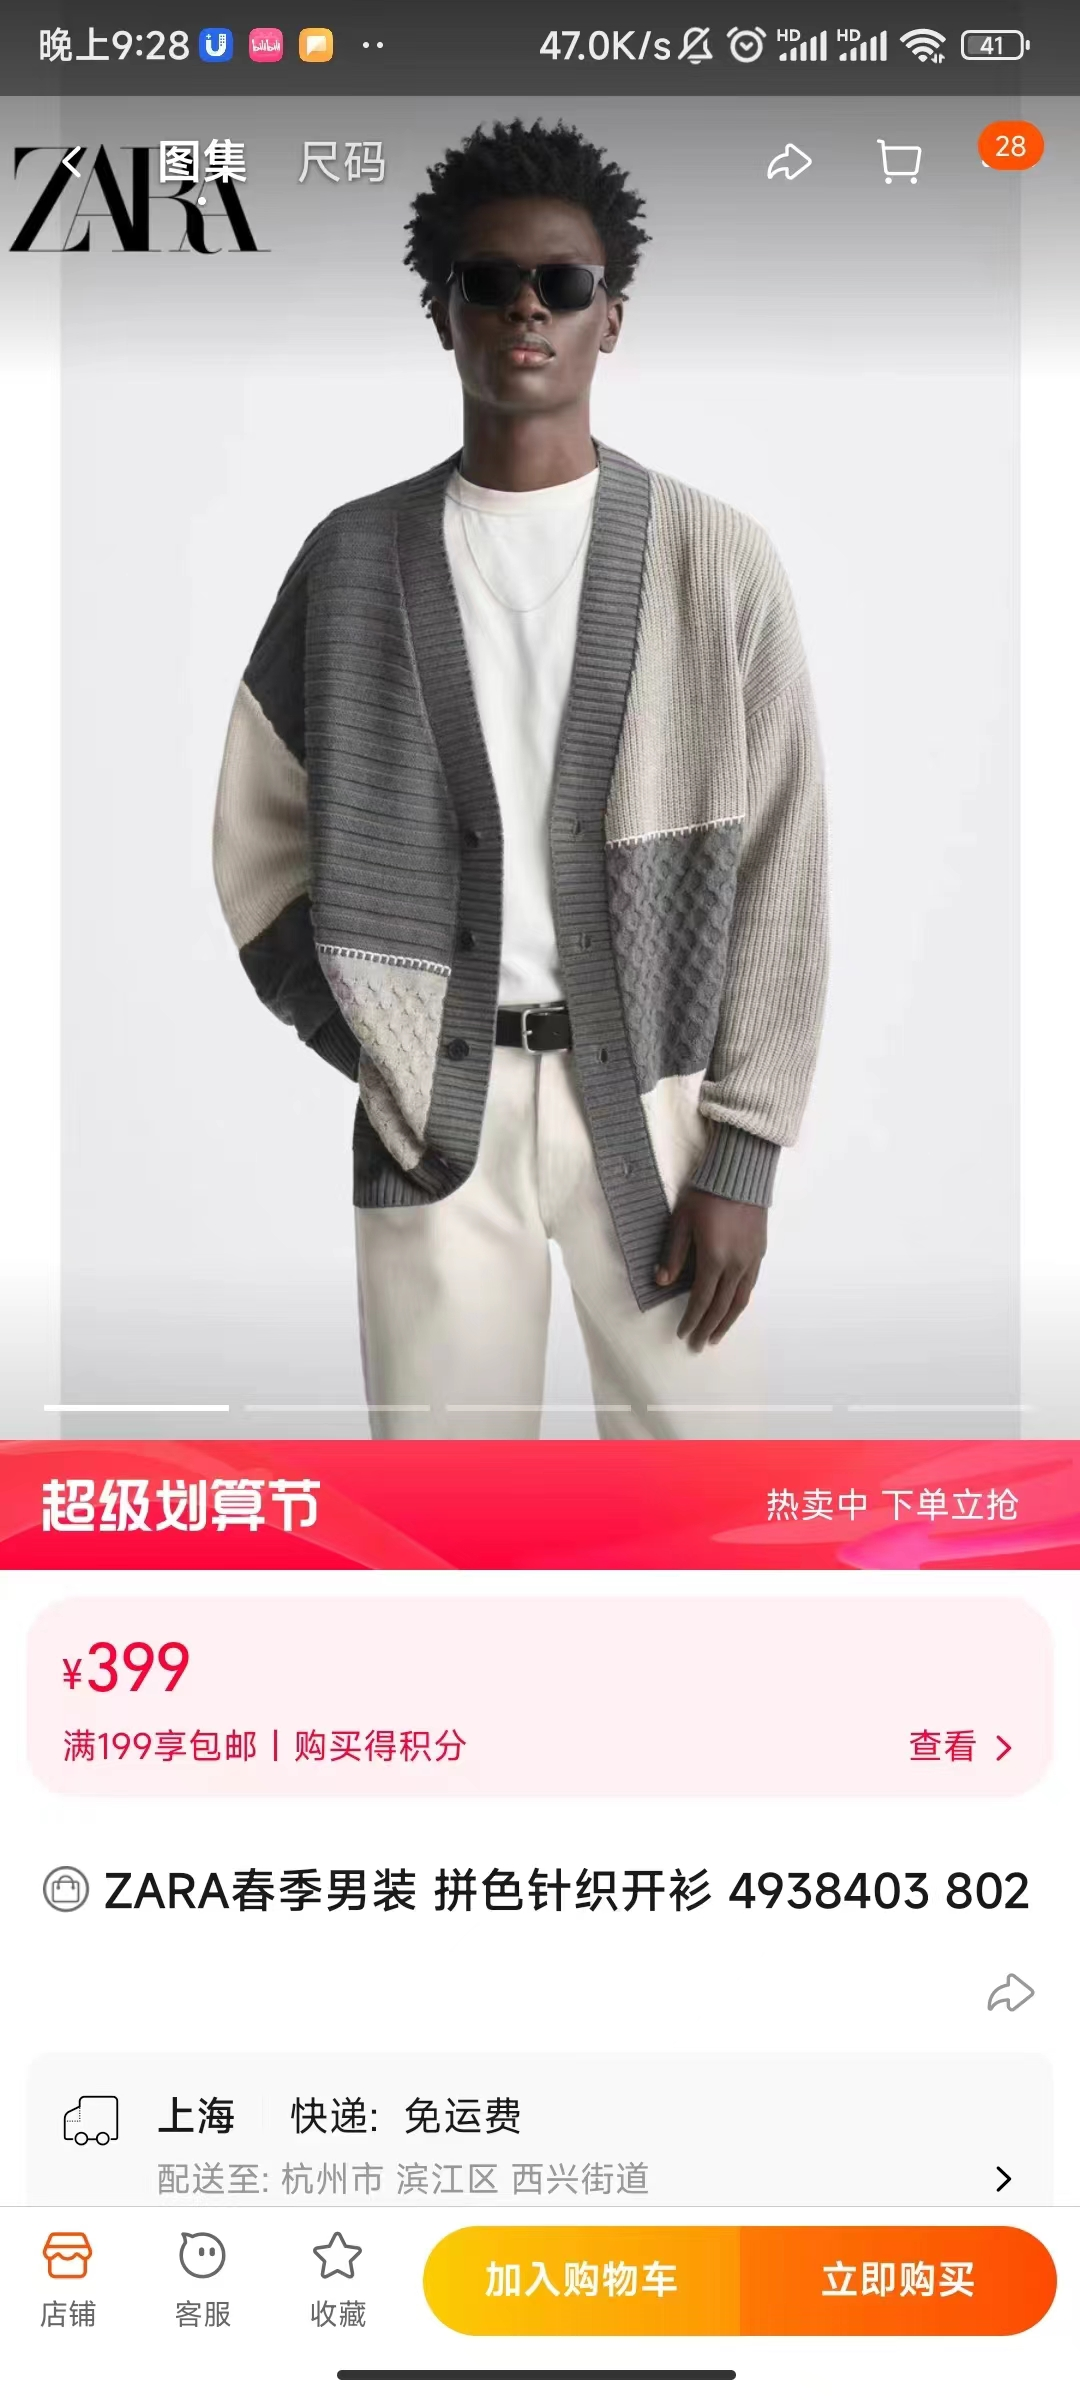 晚上9:28
47.0K/s
HD
HD
41
ZARA
图集 尺码
28
超级划算节
热卖中 下单立抢
¥399
满199享包邮 | 购买得积分
查看
ZARA春季男装 拼色针织开衫 4938403 802
上海 快递: 免运费
配送至: 杭州市 滨江区 西兴街道
店铺
客服
收藏
加入购物车
立即购买